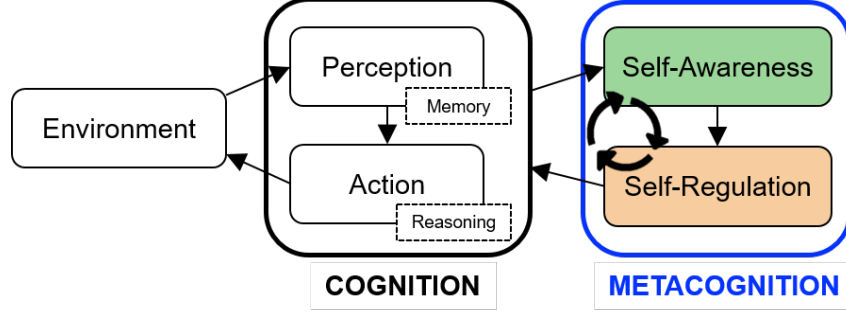 Environment
Perception
Memory
Action
Reasoning
COGNITION
Self-Awareness
Self-Regulation
METACOGNITION